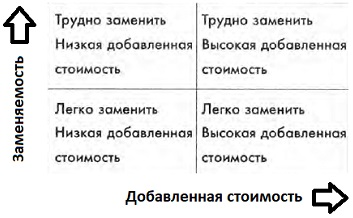 Трудно заменить
Низкая добавленная
стоимость
Трудно заменить
Высокая добавленная
стоимость
Легко заменить
Низкая добавленная
стоимость
Легко заменить
Высокая добавленная
стоимость
Заменяемость
Добавленная стоимость